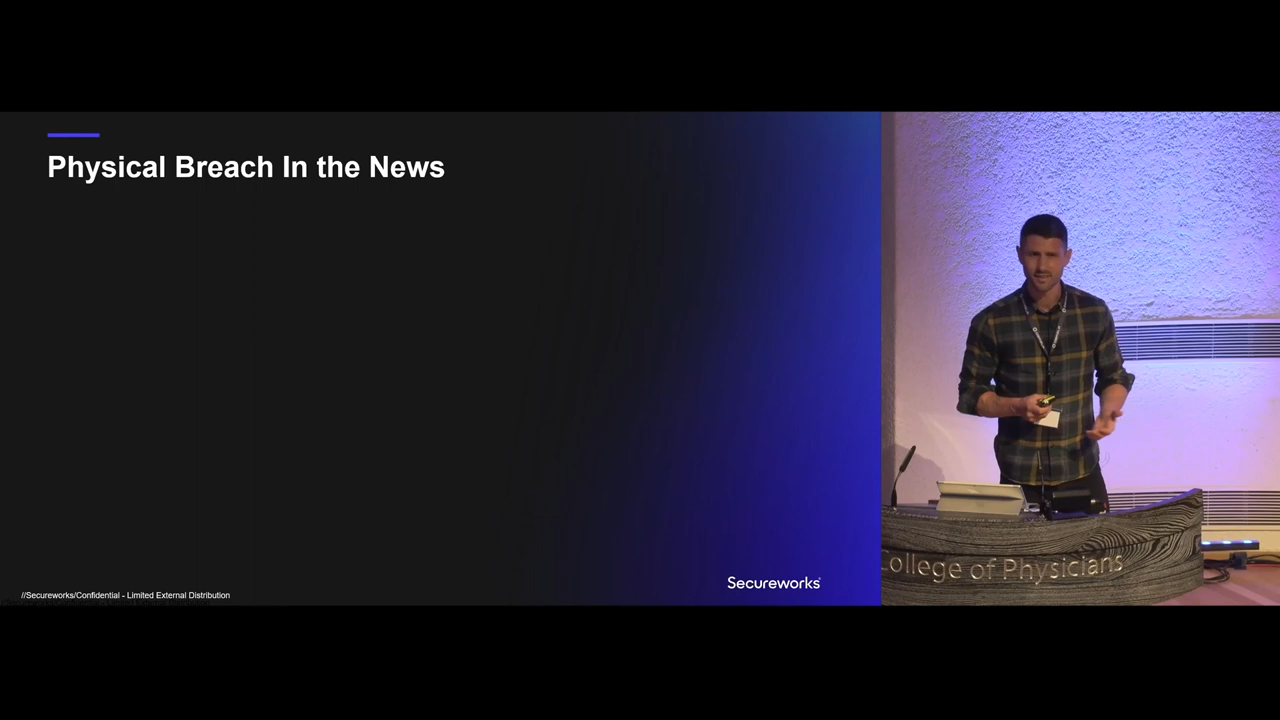 Physical Breach In the News
//Secureworks/Confidential - Limited External Distribution
Secureworks
College of Physicians